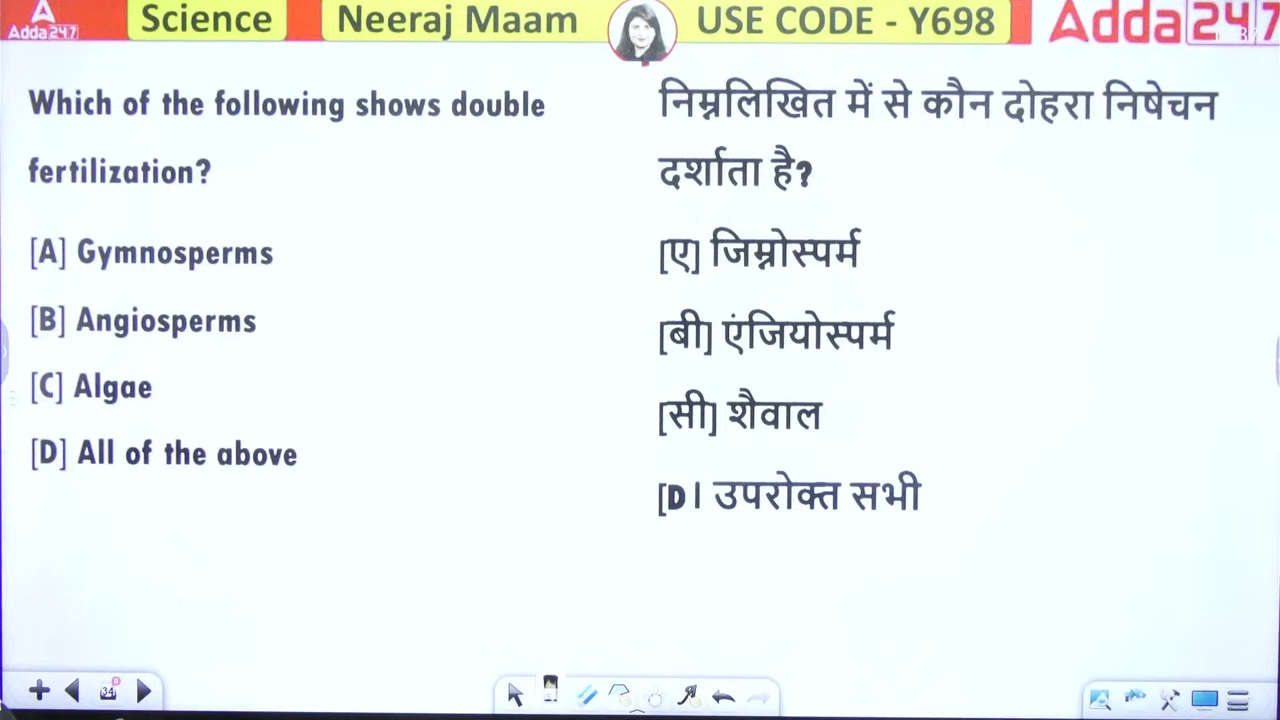 Adda247
Science
Neeraj Maam
USE CODE - Y698
Adda247
Which of the following shows double
fertilization?
[A] Gymnosperms
[B] Angiosperms
[C] Algae
[D] All of the above
निम्नलिखित में से कौन दोहरा निषेचन
दर्शाता है?
[ए] जिम्नोस्पर्म
[बी] एंजियोस्पर्म
[सी] शैवाल
[D। उपरोक्त सभी
34